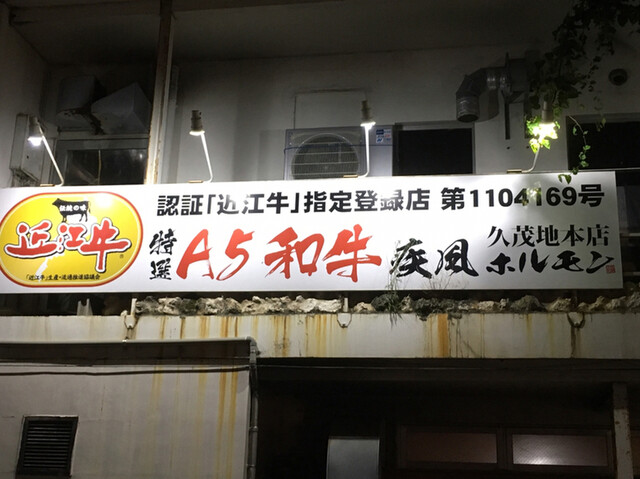 伝統の味
近江牛
「近江牛」生産・流通推進協議会
認証「近江牛」指定登録店 第1104169号
特選
A5和牛
疾風
久茂地本店
ホルモン